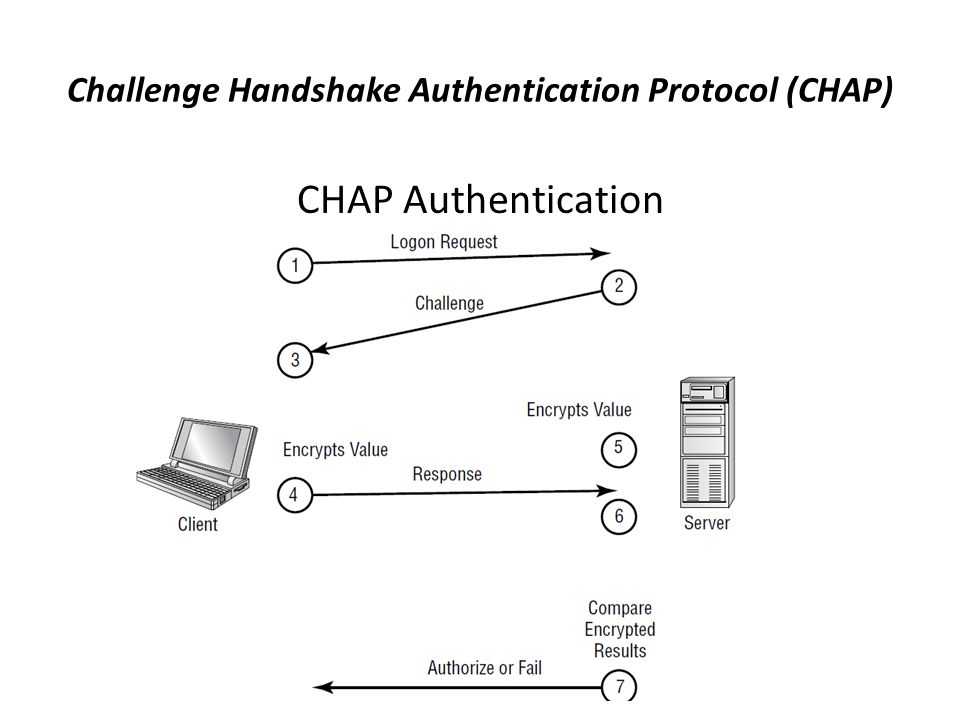 Challenge Handshake Authentication Protocol (CHAP)
CHAP Authentication
Logon Request
1
2
Challenge
3
Encrypts Value
5
Encrypts Value
Response
4
6
Client
Server
Compare
Encrypted
Results
Authorize or Fail
7